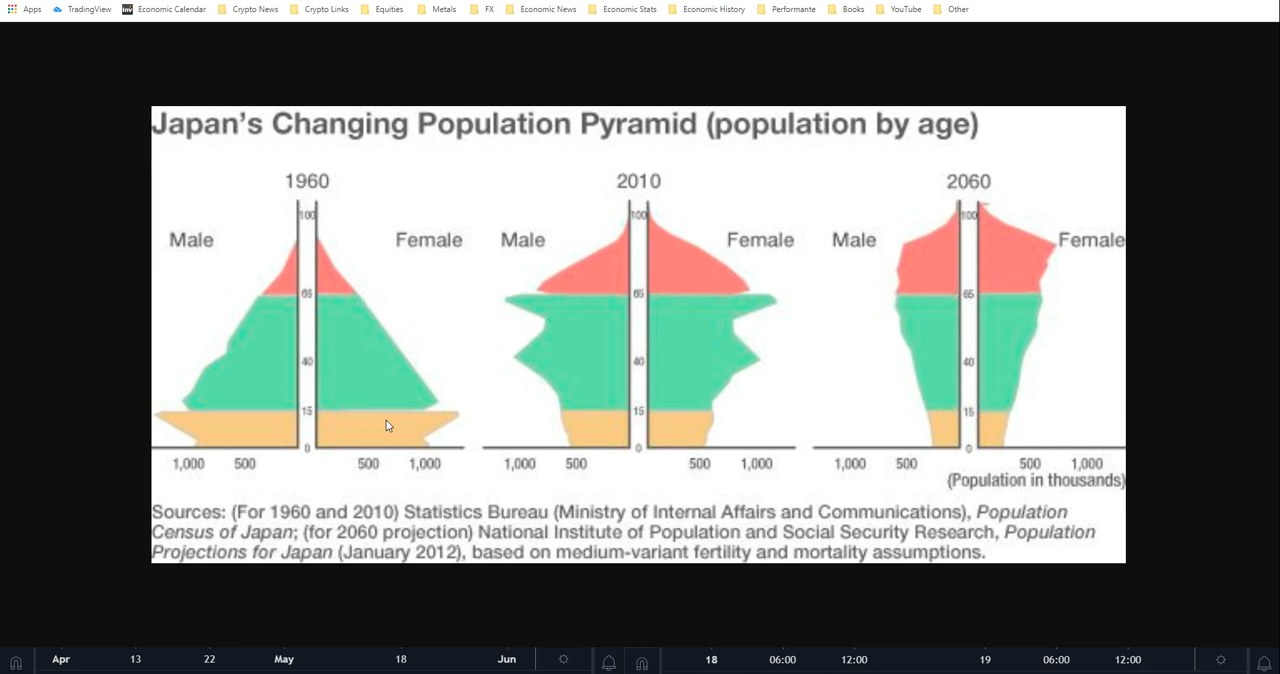 Apps TradingView Inv Economic Calendar Crypto News Crypto Links Equities Metals FX Economic News Economic Stats Economic History Performante Books YouTube Other
Japan's Changing Population Pyramid (population by age)
1960 2010 2060
100 100 100
Male Female Male Female Male Female
65 65 65
40 40 40
15 15 15
0 0 0
1,000 500 500 1,000 1,000 500 500 1,000 1,000 500 500 1,000
(Population in thousands)
Sources: (For 1960 and 2010) Statistics Bureau (Ministry of Internal Affairs and Communications), Population
Census of Japan; (for 2060 projection) National Institute of Population and Social Security Research, Population
Projections for Japan (January 2012), based on medium-variant fertility and mortality assumptions.
Apr 13 22 May 18 Jun 18 06:00 12:00 19 06:00 12:00